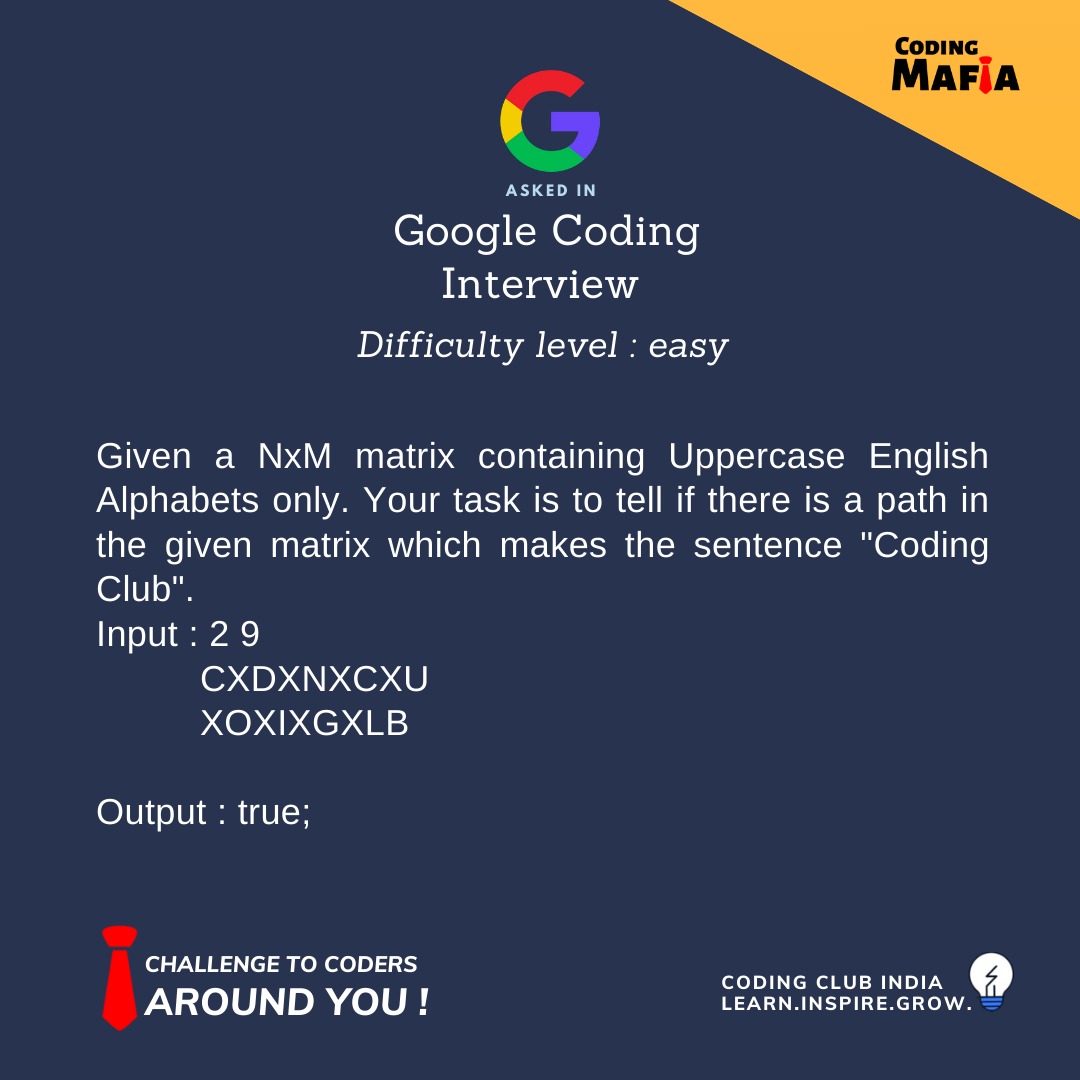 CODING
MAFIA
ASKED IN
Google Coding
Interview
Difficulty level : easy
Given a NxM matrix containing Uppercase English
Alphabets only. Your task is to tell if there is a path in
the given matrix which makes the sentence "Coding
Club".
Input : 2 9
CXDXNXCXU
XOXIXGXLB
Output : true;
CHALLENGE TO CODERS
AROUND YOU !
CODING CLUB INDIA
LEARN.INSPIRE.GROW.